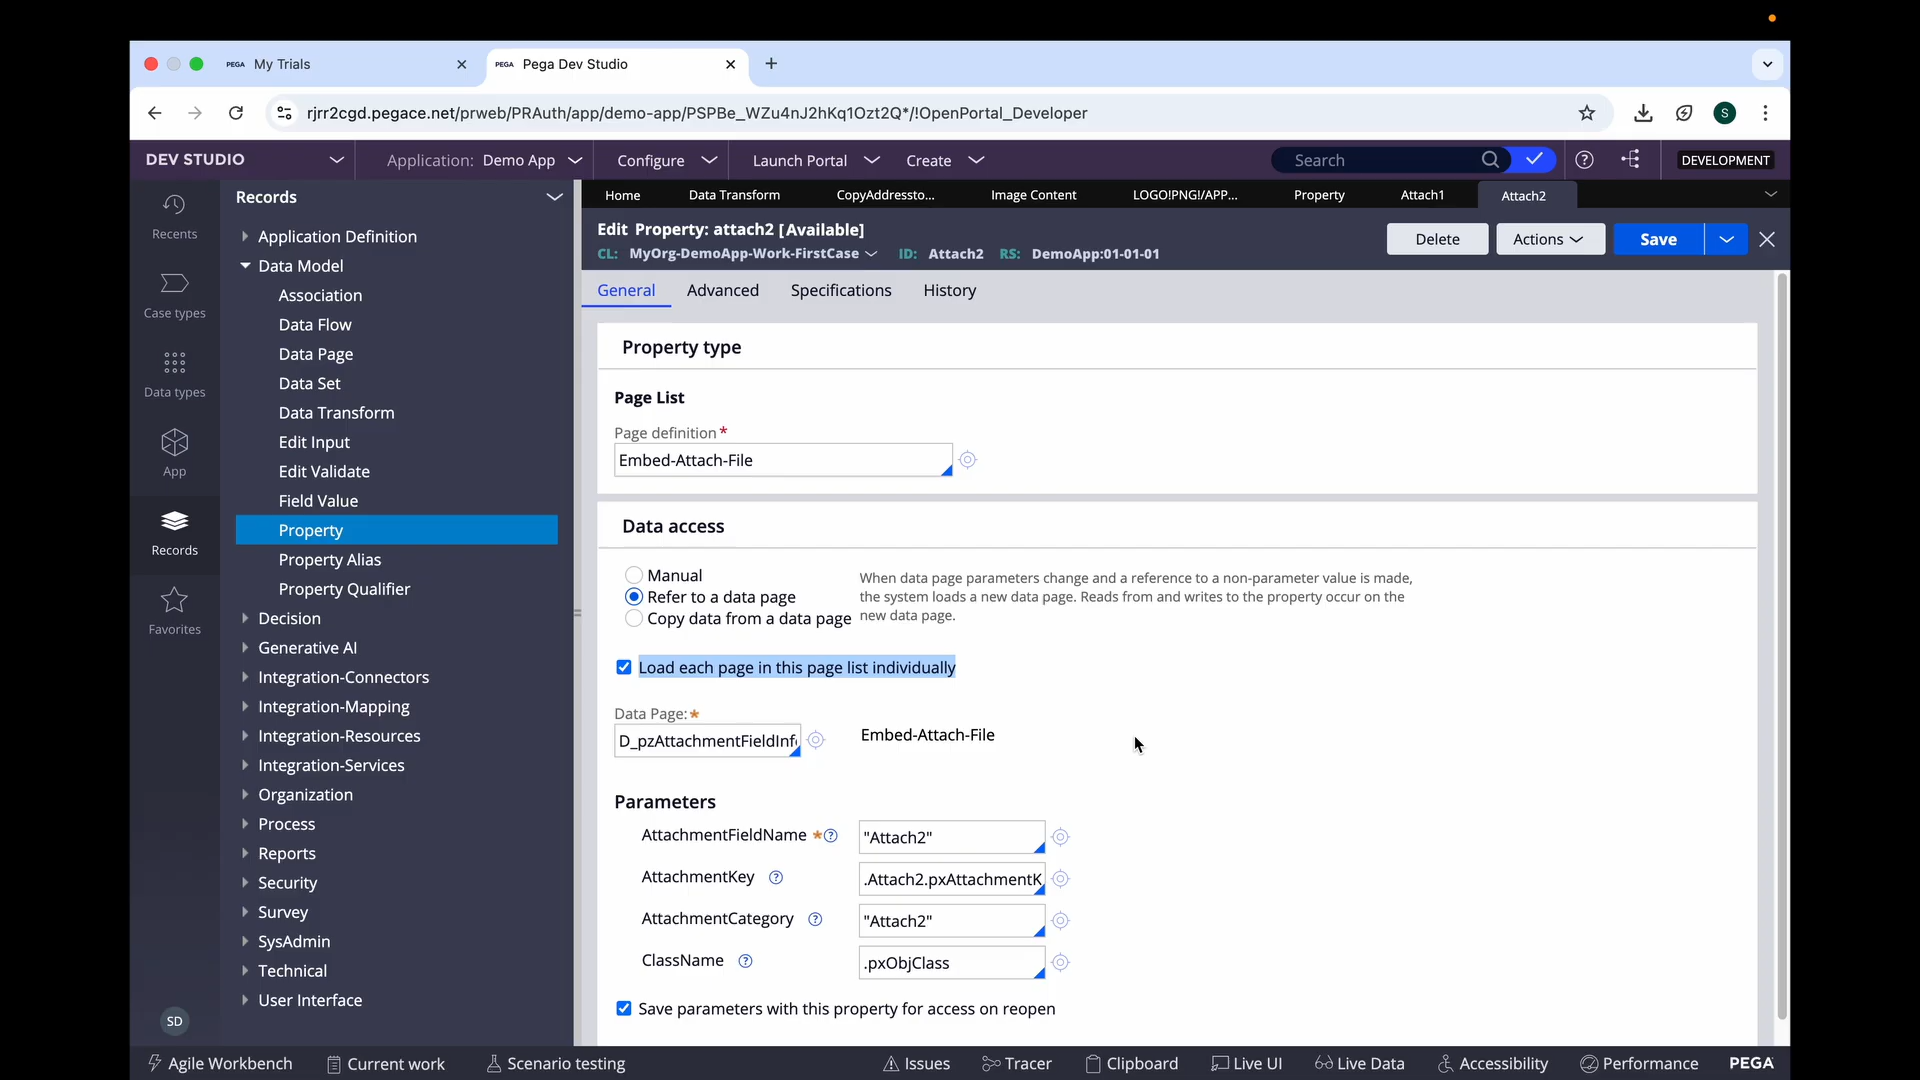 PEGA My Trials
PEGA Pega Dev Studio
rjrr2cgd.pegace.net/prweb/PRAuth/app/demo-app/PSPBe_WZu4nJ2hKq1Ozt2Q*/!OpenPortal_Developer
S
DEV STUDIO
Application: Demo App
Configure
Launch Portal
Create
Search
DEVELOPMENT
Recents
Case types
Data types
App
Records
Favorites
SD
Records
Application Definition
Data Model
Association
Data Flow
Data Page
Data Set
Data Transform
Edit Input
Edit Validate
Field Value
Property
Property Alias
Property Qualifier
Decision
Generative AI
Integration-Connectors
Integration-Mapping
Integration-Resources
Integration-Services
Organization
Process
Reports
Security
Survey
SysAdmin
Technical
User Interface
Home
Data Transform
CopyAddressto...
Image Content
LOGO!PNG!/APP...
Property
Attach1
Attach2
Edit Property: attach2 [Available]
CL: MyOrg-DemoApp-Work-FirstCase ID: Attach2 RS: DemoApp:01-01-01
Delete
Actions
Save
General
Advanced
Specifications
History
Property type
Page List
Page definition *
Embed-Attach-File
Data access
Manual
Refer to a data page
Copy data from a data page
When data page parameters change and a reference to a non-parameter value is made,
the system loads a new data page. Reads from and writes to the property occur on the
new data page.
Load each page in this page list individually
Data Page: *
D_pzAttachmentFieldInf
Embed-Attach-File
Parameters
AttachmentFieldName * ? "Attach2"
AttachmentKey ? .Attach2.pxAttachmentK
AttachmentCategory ? "Attach2"
ClassName ? .pxObjClass
Save parameters with this property for access on reopen
Agile Workbench
Current work
Scenario testing
Issues
Tracer
Clipboard
Live UI
Live Data
Accessibility
Performance
PEGA